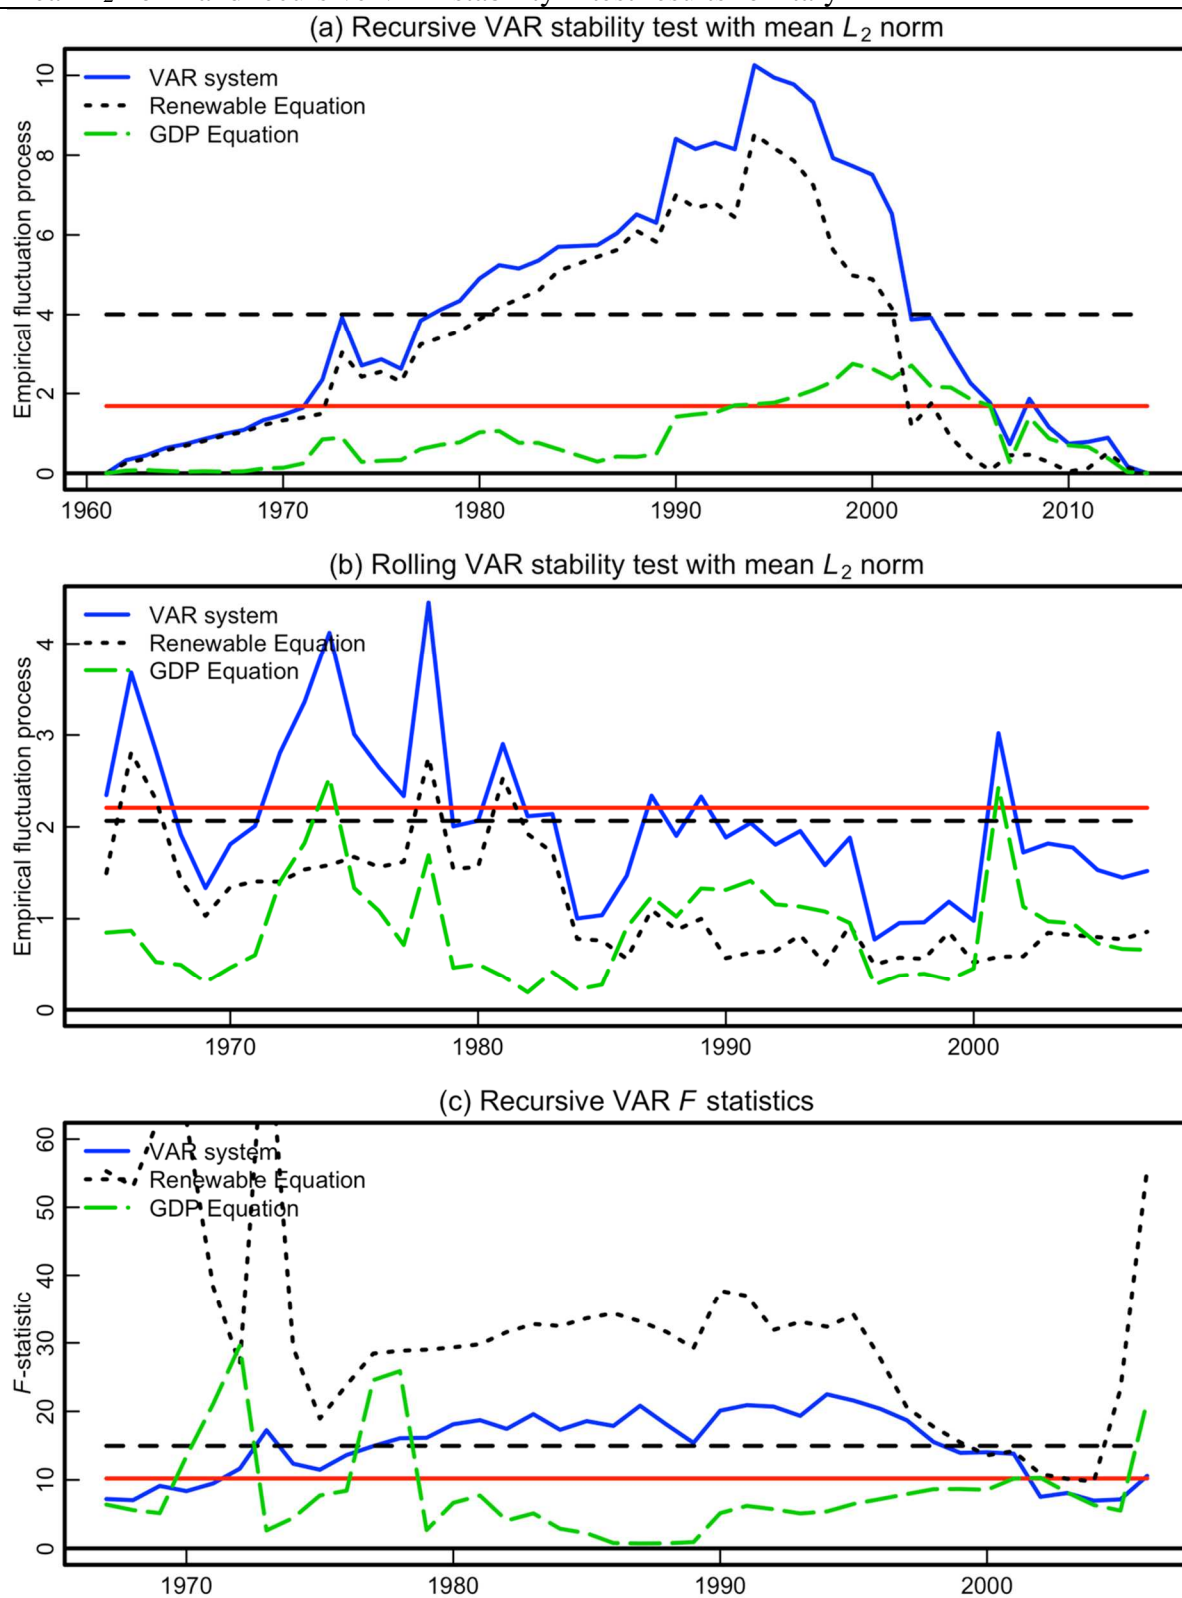 (a) Recursive VAR stability test with mean L2 norm
VAR system
Renewable Equation
GDP Equation
Empirical fluctuation process
10
8
6
4
2
0
1960 1970 1980 1990 2000 2010
(b) Rolling VAR stability test with mean L2 norm
VAR system
Renewable Equation
GDP Equation
Empirical fluctuation process
4
3
2
1
0
1970 1980 1990 2000
(c) Recursive VAR F statistics
VAR system
Renewable Equation
GDP Equation
F-statistic
60
50
40
30
20
10
0
1970 1980 1990 2000